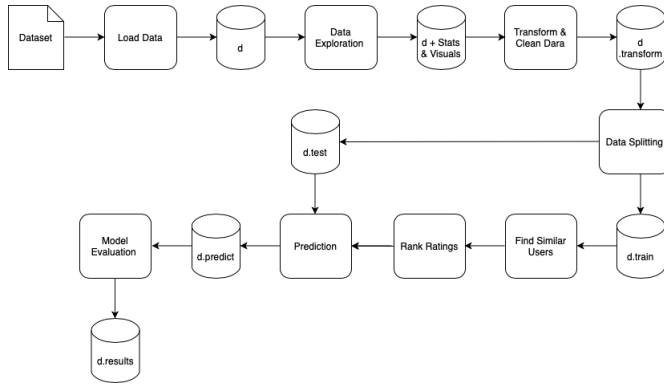 Dataset
Load Data
d
Data
Exploration
d + Stats
& Visuals
Transform &
Clean Dara
d
.transform
Data Splitting
d.test
Model
Evaluation
d.predict
Prediction
Rank Ratings
Find Similar
Users
d.train
d.results